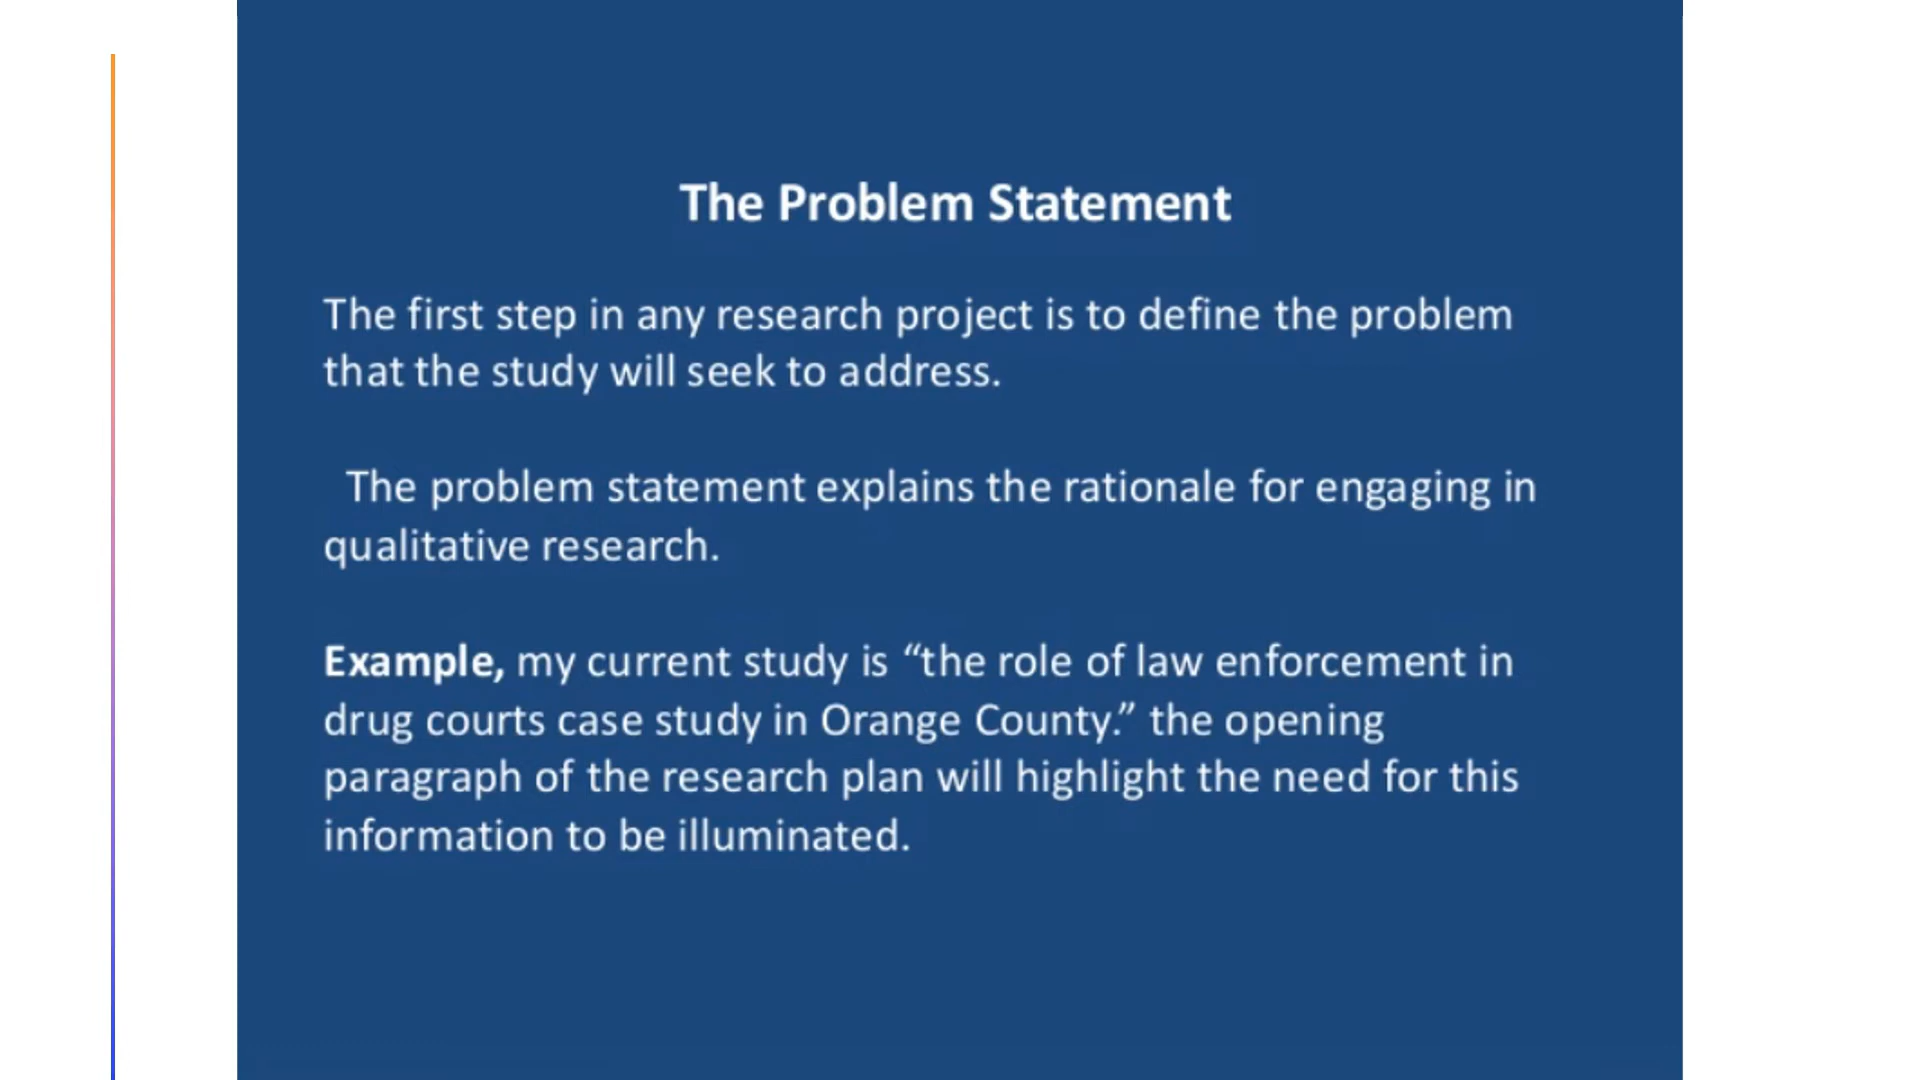 The Problem Statement
The first step in any research project is to define the problem
that the study will seek to address.
The problem statement explains the rationale for engaging in
qualitative research.
Example, my current study is “the role of law enforcement in
drug courts case study in Orange County.” the opening
paragraph of the research plan will highlight the need for this
information to be illuminated.